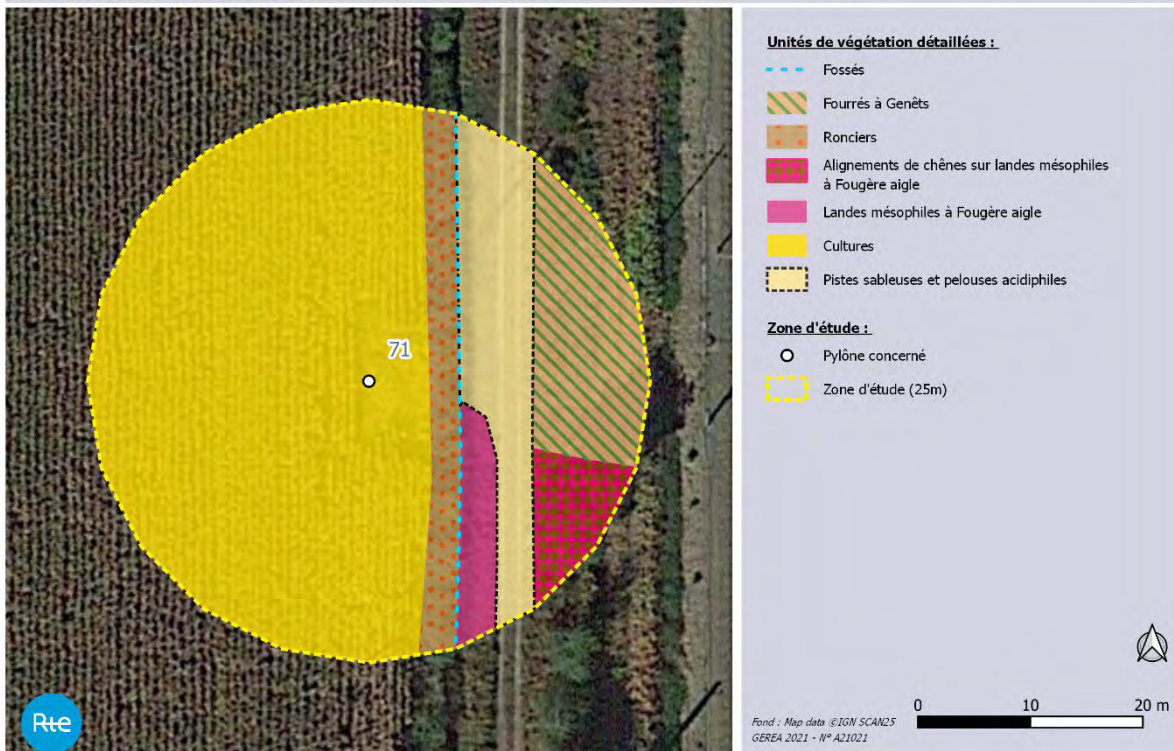 71
Rte
Unités de végétation détaillées :
Fossés
Fourrés à Genêts
Ronciers
Alignements de chênes sur landes mésophiles
à Fougère aigle
Landes mésophiles à Fougère aigle
Cultures
Pistes sableuses et pelouses acidiphiles
Zone d'étude :
Pylône concerné
Zone d'étude (25m)
0 10 20 m
Fond : Map data ©IGN SCAN25
GEREA 2021 - N° A21021